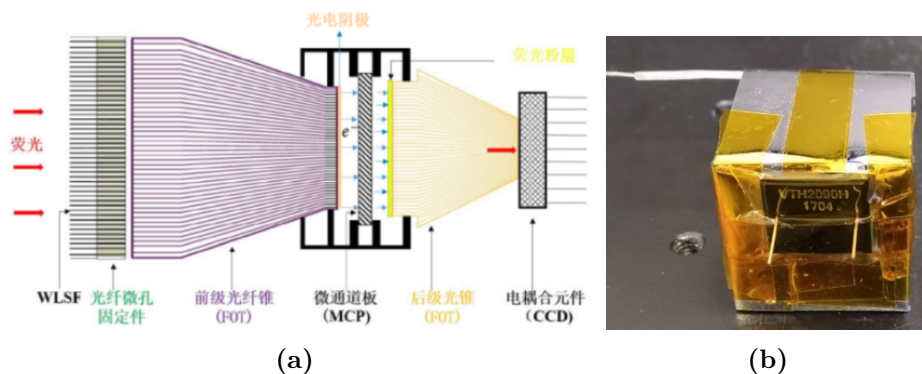 光电阴极
荧光粉层
荧光
e⁻
WLSF
光纤微孔
固定件
前级光纤锥
(FOT)
微通道板
(MCP)
后级光锥
(FOT)
电耦合元件
(CCD)
VTH2090H
1704
(a)
(b)